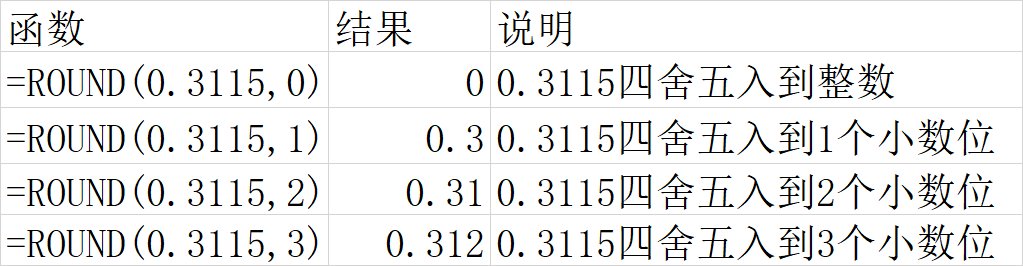 函数 结果 说明
=ROUND(0.3115,0) 0 0.3115四舍五入到整数
=ROUND(0.3115,1) 0.3 0.3115四舍五入到1个小数位
=ROUND(0.3115,2) 0.31 0.3115四舍五入到2个小数位
=ROUND(0.3115,3) 0.312 0.3115四舍五入到3个小数位